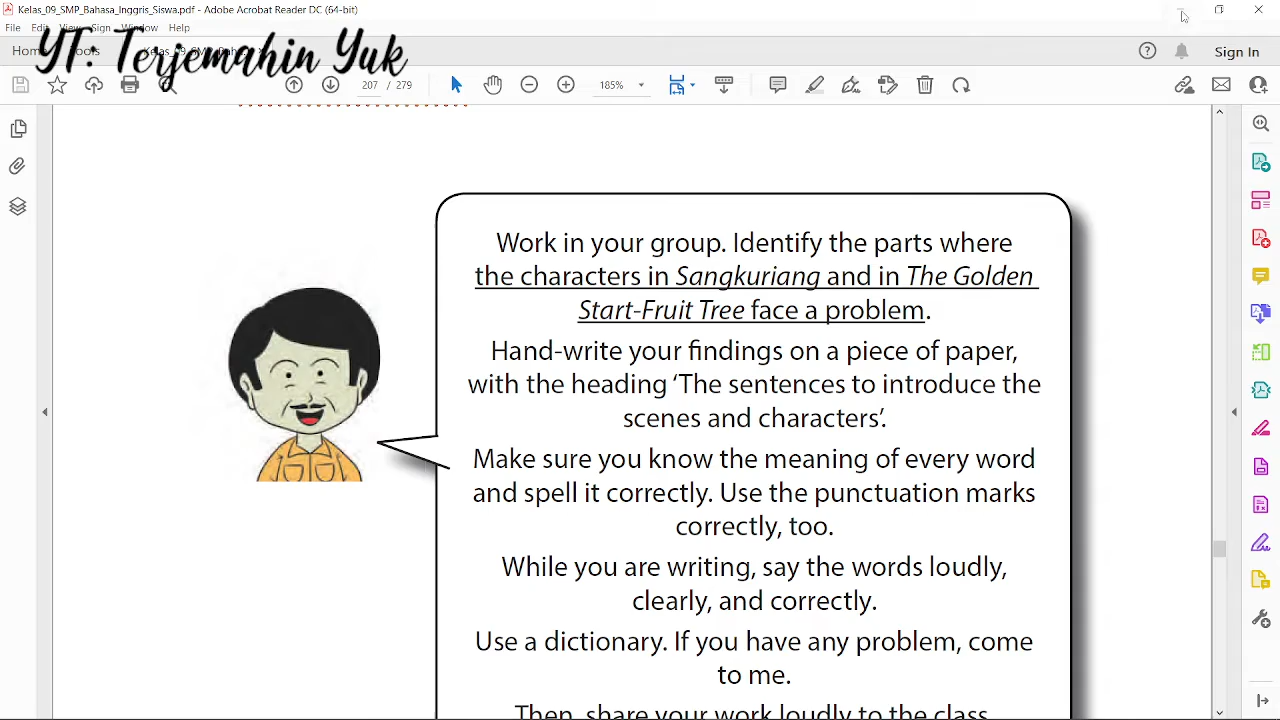 Kelas_09_SMP_Bahasa_Inggris_Siswa.pdf - Adobe Acrobat Reader DC (64-bit)
File Edit View Sign Window Help
YT: Terjemahin Yuk
Sign In
207 / 279
185%
Work in your group. Identify the parts where
the characters in Sangkuriang and in The Golden
Start-Fruit Tree face a problem.
Hand-write your findings on a piece of paper,
with the heading ‘The sentences to introduce the
scenes and characters’.
Make sure you know the meaning of every word
and spell it correctly. Use the punctuation marks
correctly, too.
While you are writing, say the words loudly,
clearly, and correctly.
Use a dictionary. If you have any problem, come
to me.
Then, share your work loudly to the class